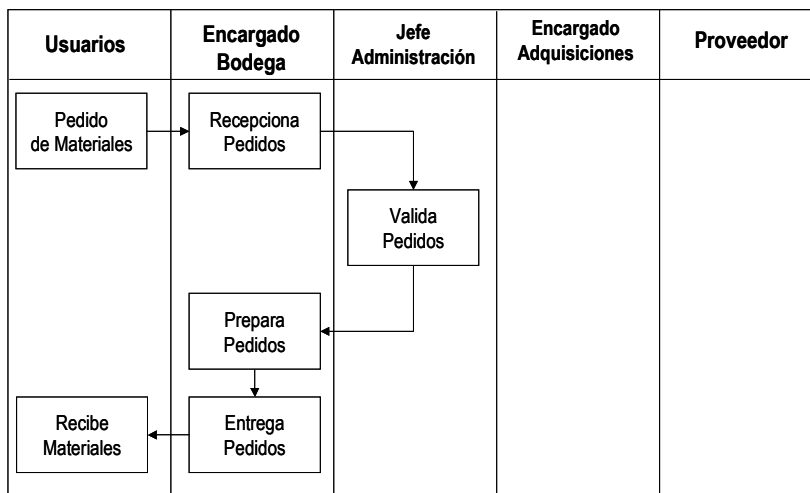 Usuarios
Encargado
Bodega
Jefe
Administración
Encargado
Adquisiciones
Proveedor
Pedido
de Materiales
Recepciona
Pedidos
Valida
Pedidos
Prepara
Pedidos
Recibe
Materiales
Entrega
Pedidos